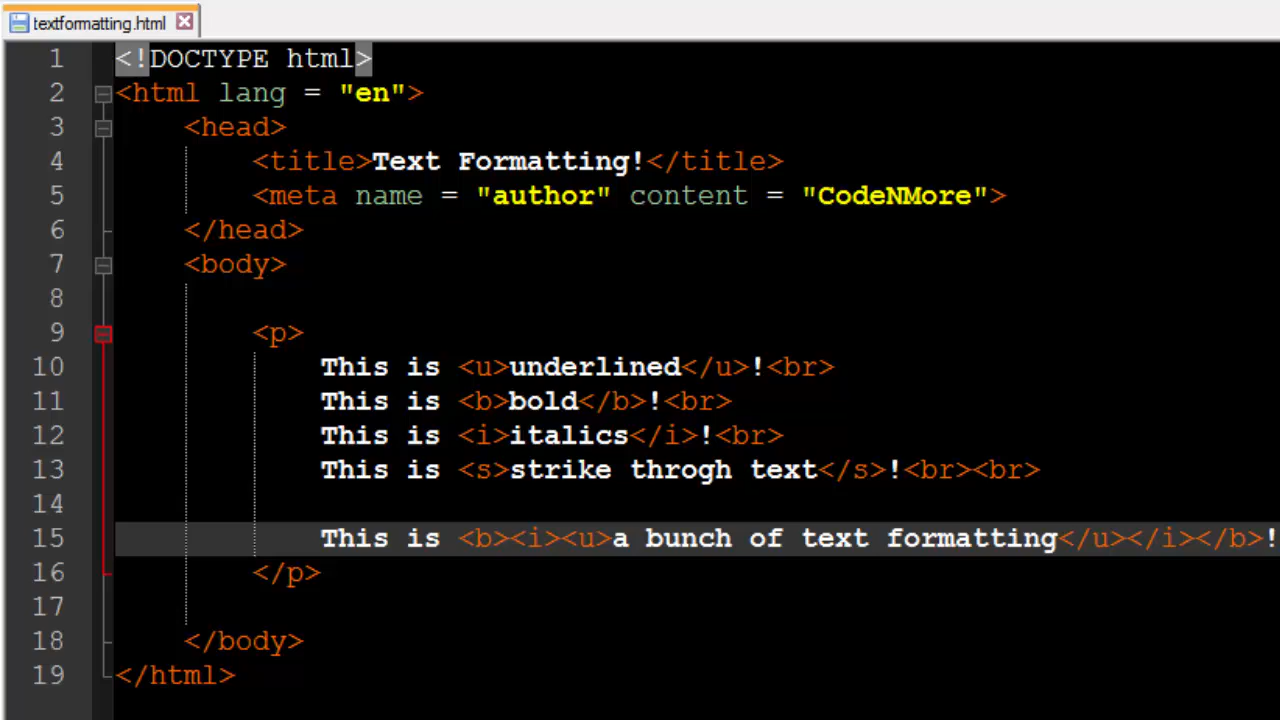 textformatting.html
1 <!DOCTYPE html>
2 <html lang = "en">
3 <head>
4 <title>Text Formatting!</title>
5 <meta name = "author" content = "CodeNMore">
6 </head>
7 <body>
8
9 <p>
10 This is <u>underlined</u>!<br>
11 This is <b>bold</b>!<br>
12 This is <i>italics</i>!<br>
13 This is <s>strike throgh text</s>!<br><br>
14
15 This is <b><i><u>a bunch of text formatting</u></i></b>!
16 </p>
17
18 </body>
19 </html>